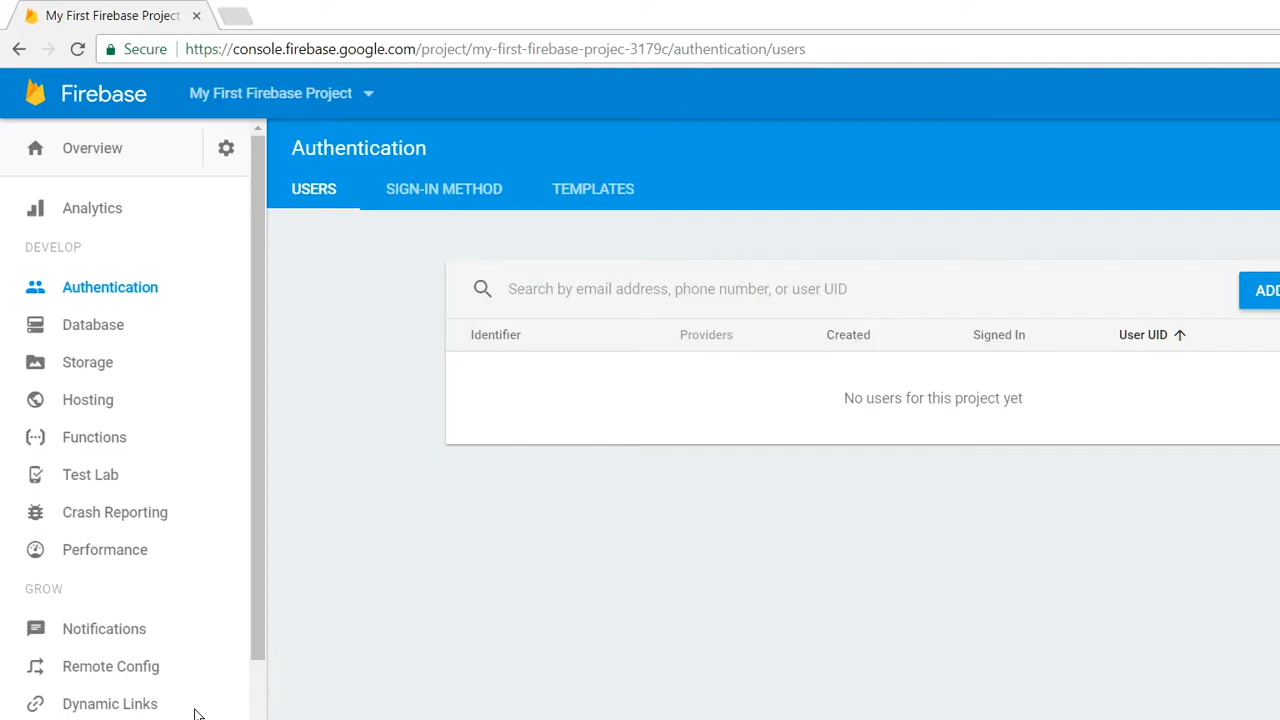 My First Firebase Project
Secure https://console.firebase.google.com/project/my-first-firebase-projec-3179c/authentication/users
Firebase My First Firebase Project
Overview
Analytics
DEVELOP
Authentication
Database
Storage
Hosting
Functions
Test Lab
Crash Reporting
Performance
GROW
Notifications
Remote Config
Dynamic Links
Authentication
USERS SIGN-IN METHOD TEMPLATES
Search by email address, phone number, or user UID
ADD
Identifier Providers Created Signed In User UID
No users for this project yet